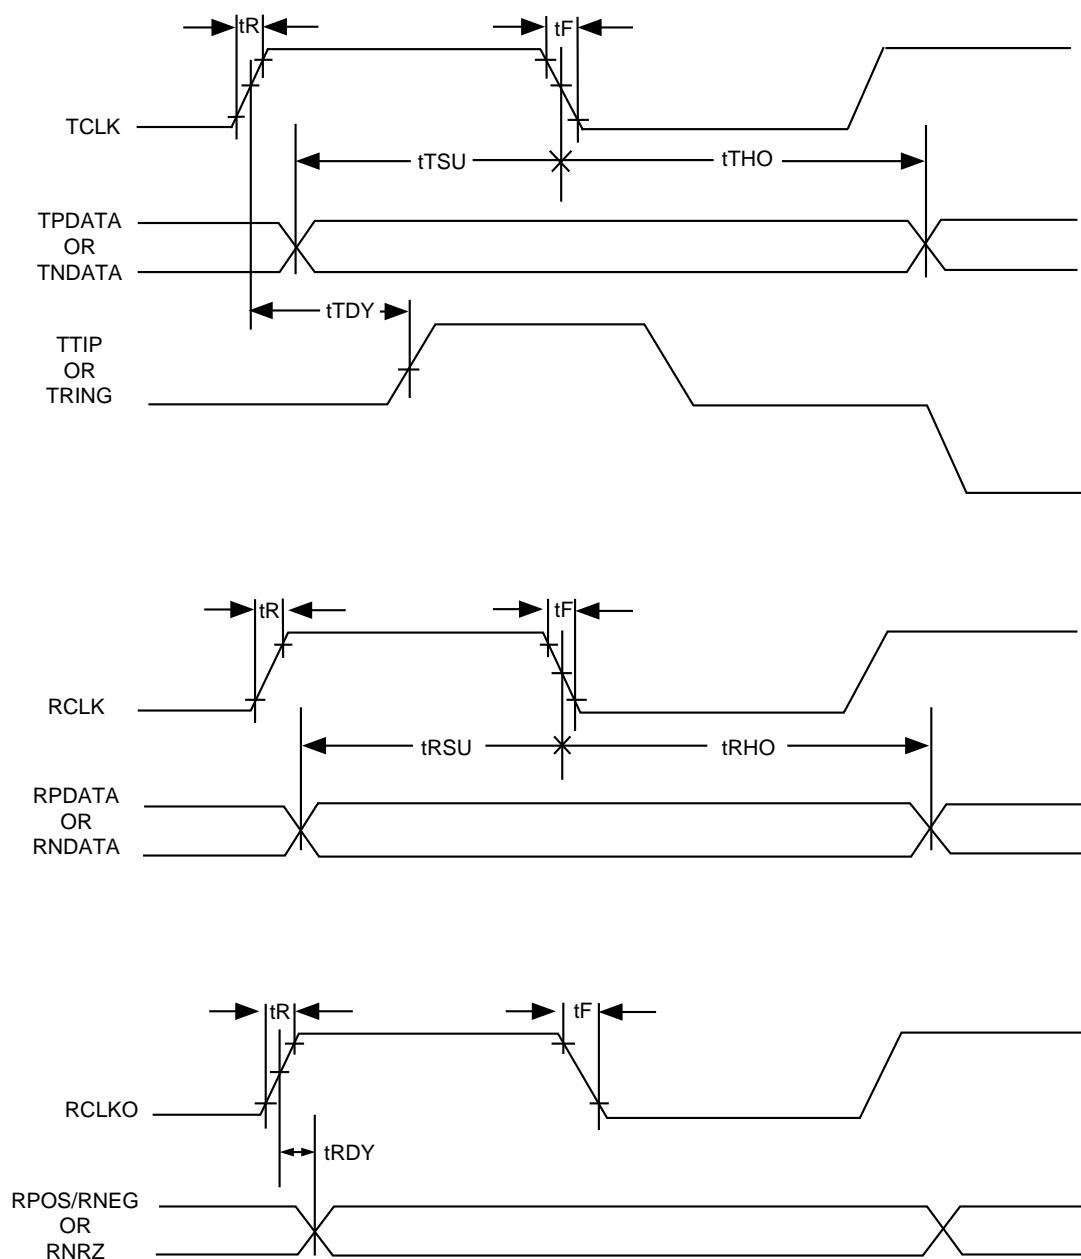 tR
tF
TCLK
tTSU
tTHO
TPDATA
OR
TNDATA
tTDY
TTIP
OR
TRING
tR
tF
RCLK
tRSU
tRHO
RPDATA
OR
RNDATA
tR
tF
RCLKO
tRDY
RPOS/RNEG
OR
RNRZ